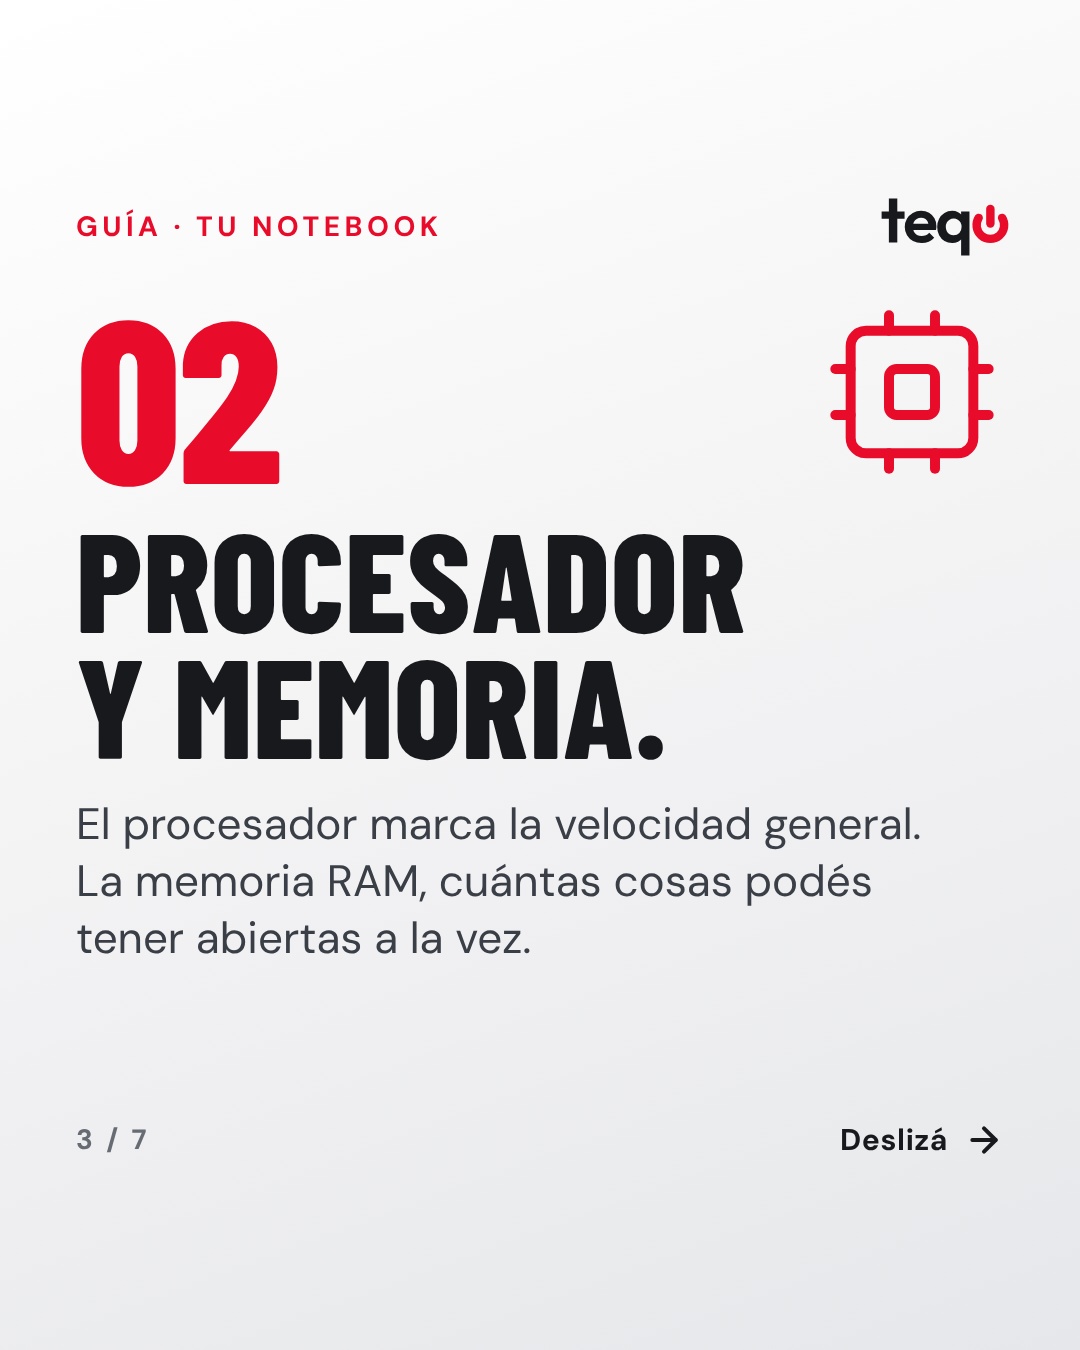 GUÍA · TU NOTEBOOK
teqo
02
PROCESADOR
Y MEMORIA.
El procesador marca la velocidad general.
La memoria RAM, cuántas cosas podés
tener abiertas a la vez.
3 / 7
Deslizá →